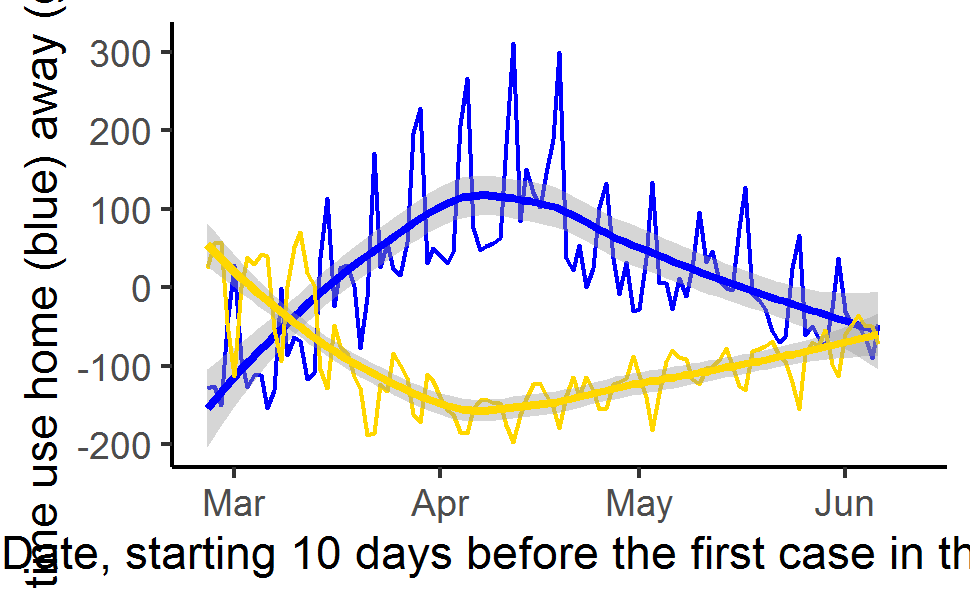 time use home (blue) away (
300
200
100
0
-100
-200
Mar Apr May Jun
Date, starting 10 days before the first case in th